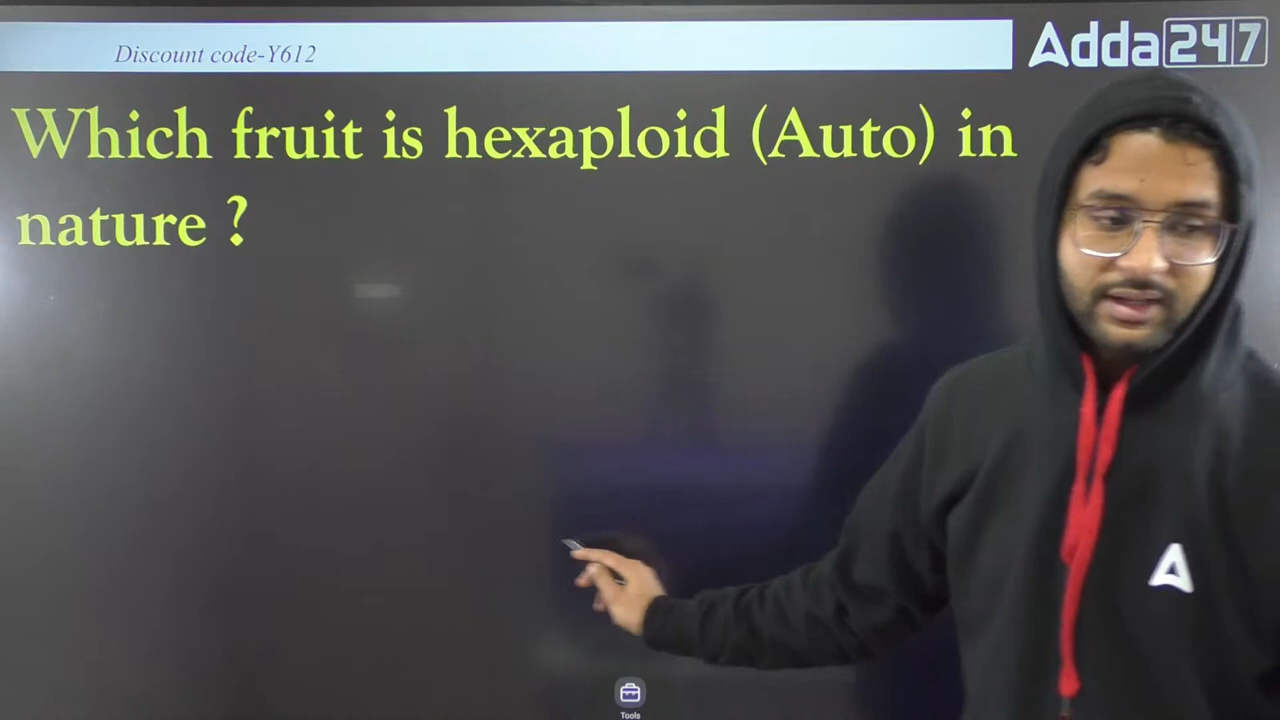 Discount code-Y612
Adda247
Which fruit is hexaploid (Auto) in
nature ?
Tools